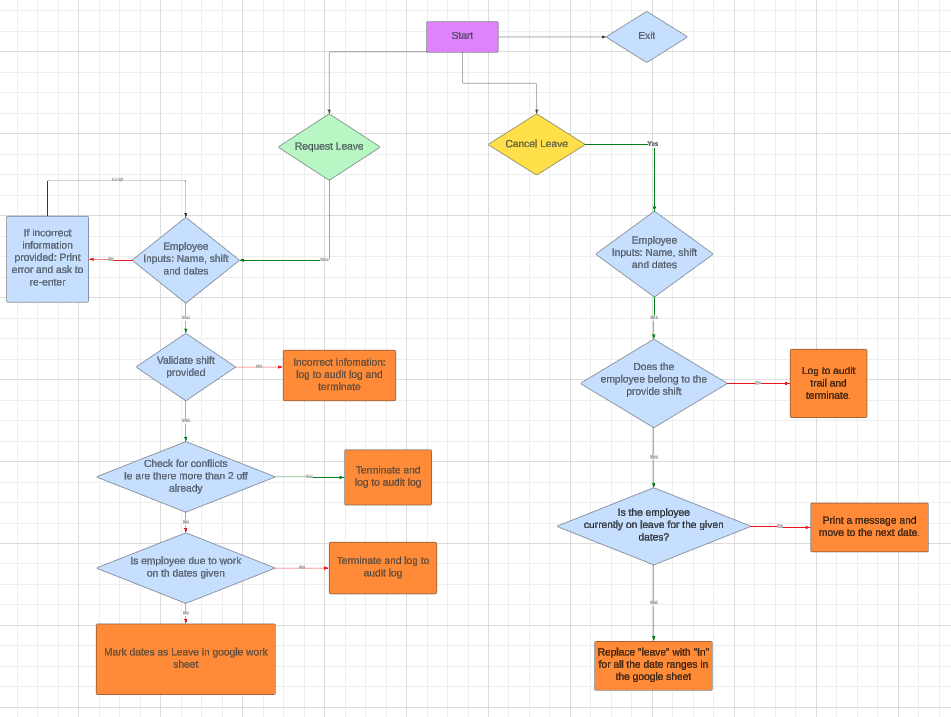 Start
Exit
Request Leave
Cancel Leave
Yes
If incorrect
information
provided: Print
error and ask to
re-enter
Employee
Inputs: Name, shift
and dates
Employee
Inputs: Name, shift
and dates
Validate shift
provided
Incorrect infomation:
log to audit log and
terminate
Does the
employee belong to the
provide shift
Log to audit
trail and
terminate.
Check for conflicts
Ie are there more than 2 off
already
Terminate and
log to audit log
Is the employee
currently on leave for the given
dates?
Print a message and
move to the next date.
Is employee due to work
on th dates given
Terminate and log to
audit log
Mark dates as Leave in google work
sheet
Replace "leave" with "In"
for all the date ranges in
the google sheet